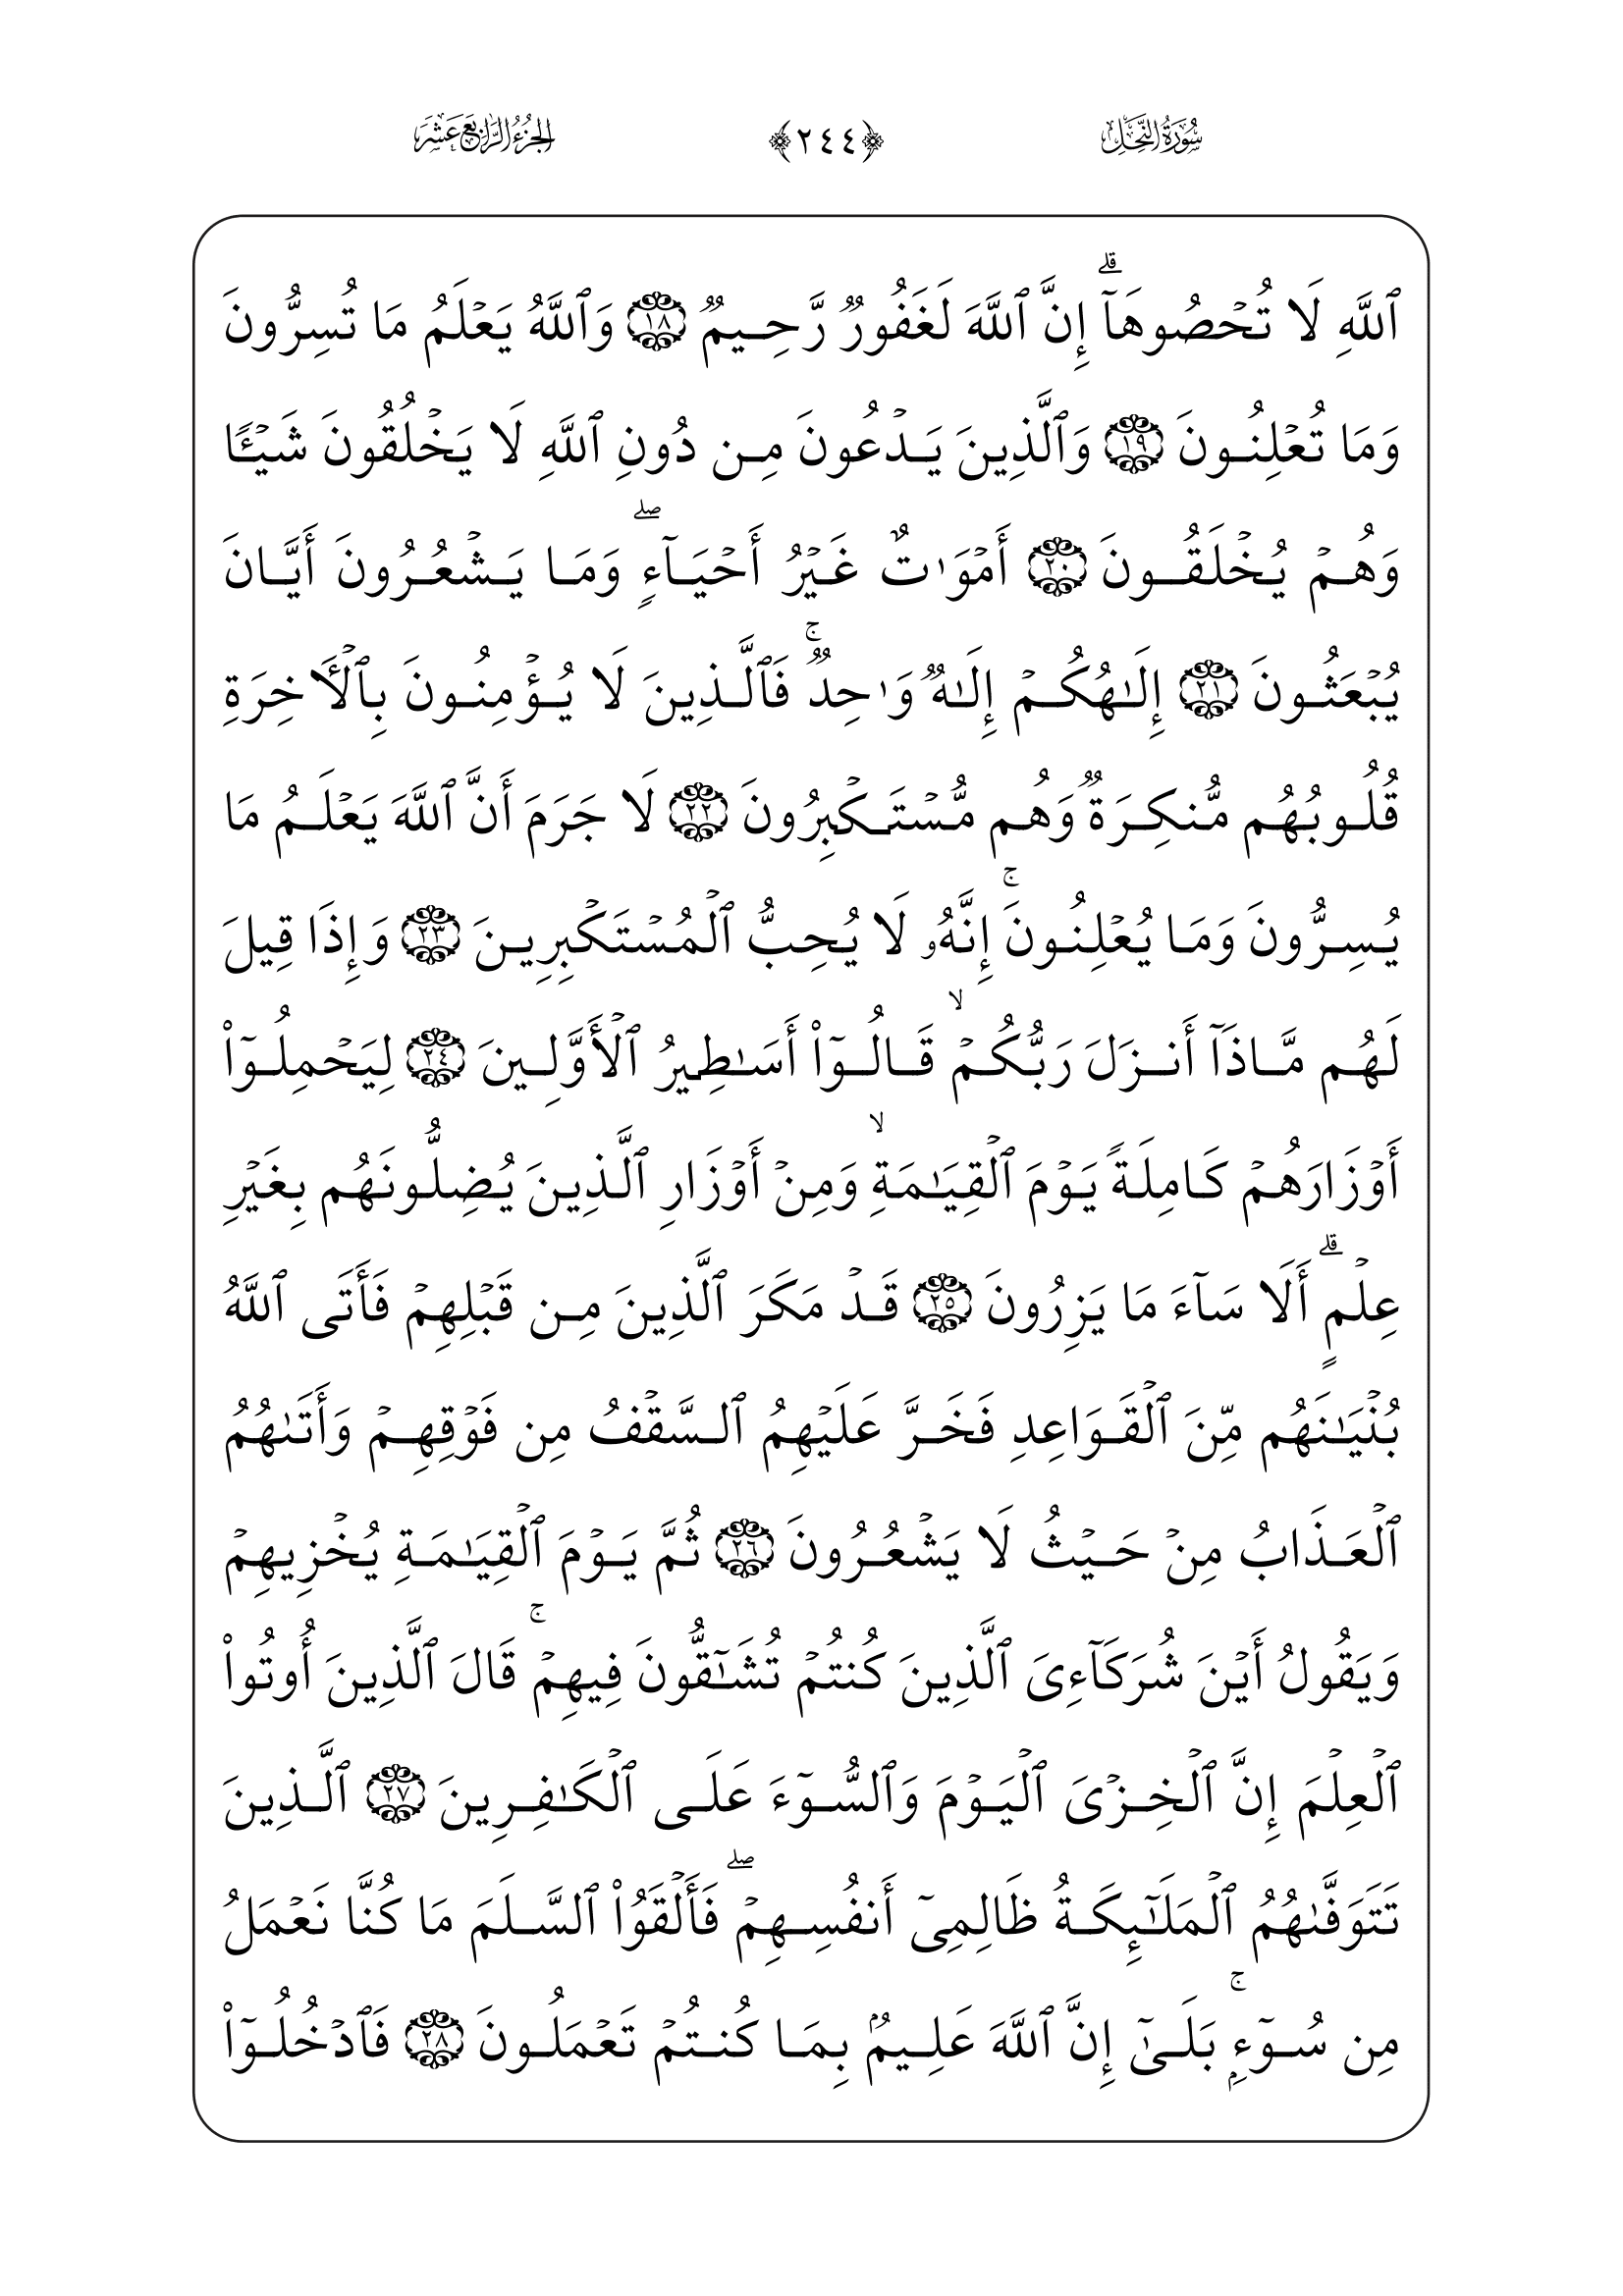 سُورَةُ النَّحۡلِ ﴿٢٤٤﴾ الجُزۡءُ الرَّابِعَ عَشَرَ
ٱللَّهِ لَا تُحۡصُوهَآۗ إِنَّ ٱللَّهَ لَغَفُورٞ رَّحِيمٞ ١٨ وَٱللَّهُ يَعۡلَمُ مَا تُسِرُّونَ
وَمَا تُعۡلِنُونَ ١٩ وَٱلَّذِينَ يَدۡعُونَ مِن دُونِ ٱللَّهِ لَا يَخۡلُقُونَ شَيۡـٔٗا
وَهُمۡ يُخۡلَقُونَ ٢٠ أَمۡوَٰتٌ غَيۡرُ أَحۡيَآءٖۖ وَمَا يَشۡعُرُونَ أَيَّانَ
يُبۡعَثُونَ ٢١ إِلَٰهُكُمۡ إِلَٰهٞ وَٰحِدٞۚ فَٱلَّذِينَ لَا يُؤۡمِنُونَ بِٱلۡأٓخِرَةِ
قُلُوبُهُم مُّنكِرَةٞ وَهُم مُّسۡتَكۡبِرُونَ ٢٢ لَا جَرَمَ أَنَّ ٱللَّهَ يَعۡلَمُ مَا
يُسِرُّونَ وَمَا يُعۡلِنُونَۚ إِنَّهُۥ لَا يُحِبُّ ٱلۡمُسۡتَكۡبِرِينَ ٢٣ وَإِذَا قِيلَ
لَهُم مَّاذَآ أَنزَلَ رَبُّكُمۡۙ قَالُوٓاْ أَسَٰطِيرُ ٱلۡأَوَّلِينَ ٢٤ لِيَحۡمِلُوٓاْ
أَوۡزَارَهُمۡ كَامِلَةٗ يَوۡمَ ٱلۡقِيَٰمَةِۙ وَمِنۡ أَوۡزَارِ ٱلَّذِينَ يُضِلُّونَهُم بِغَيۡرِ
عِلۡمٍۗ أَلَا سَآءَ مَا يَزِرُونَ ٢٥ قَدۡ مَكَرَ ٱلَّذِينَ مِن قَبۡلِهِمۡ فَأَتَى ٱللَّهُ
بُنۡيَٰنَهُم مِّنَ ٱلۡقَوَاعِدِ فَخَرَّ عَلَيۡهِمُ ٱلسَّقۡفُ مِن فَوۡقِهِمۡ وَأَتَىٰهُمُ
ٱلۡعَذَابُ مِنۡ حَيۡثُ لَا يَشۡعُرُونَ ٢٦ ثُمَّ يَوۡمَ ٱلۡقِيَٰمَةِ يُخۡزِيهِمۡ
وَيَقُولُ أَيۡنَ شُرَكَآءِيَ ٱلَّذِينَ كُنتُمۡ تُشَٰٓقُّونَ فِيهِمۡۚ قَالَ ٱلَّذِينَ أُوتُواْ
ٱلۡعِلۡمَ إِنَّ ٱلۡخِزۡيَ ٱلۡيَوۡمَ وَٱلسُّوٓءَ عَلَى ٱلۡكَٰفِرِينَ ٢٧ ٱلَّذِينَ
تَتَوَفَّىٰهُمُ ٱلۡمَلَٰٓئِكَةُ ظَالِمِيٓ أَنفُسِهِمۡۖ فَأَلۡقَوُاْ ٱلسَّلَمَ مَا كُنَّا نَعۡمَلُ
مِن سُوٓءِۭۚ بَلَىٰٓ إِنَّ ٱللَّهَ عَلِيمُۢ بِمَا كُنتُمۡ تَعۡمَلُونَ ٢٨ فَٱدۡخُلُوٓاْ